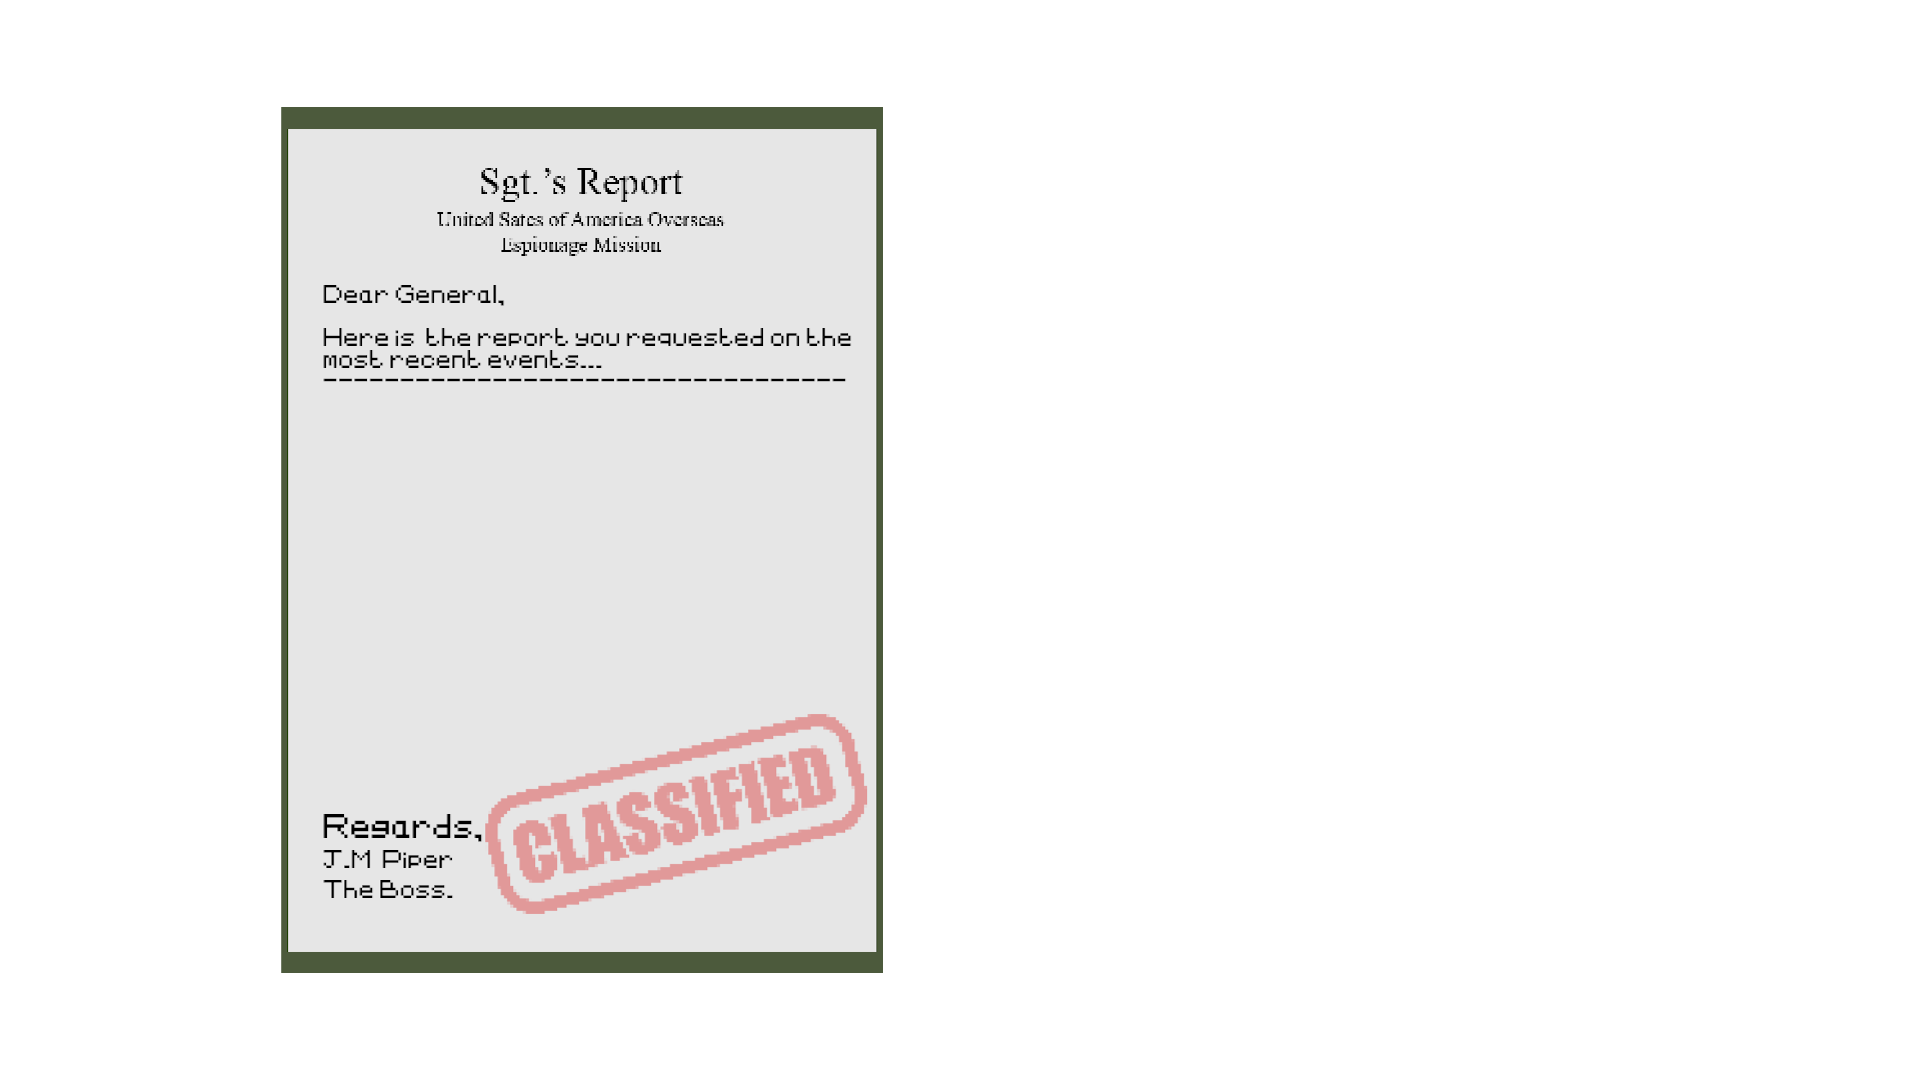 Sgt.'s Report
United Sates of America Overseas
Espionage Mission
Dear General,
Here is the report you requested on the
most recent events...
-----------------------------------
Regards,
J.M Piper
The Boss.
CLASSIFIED